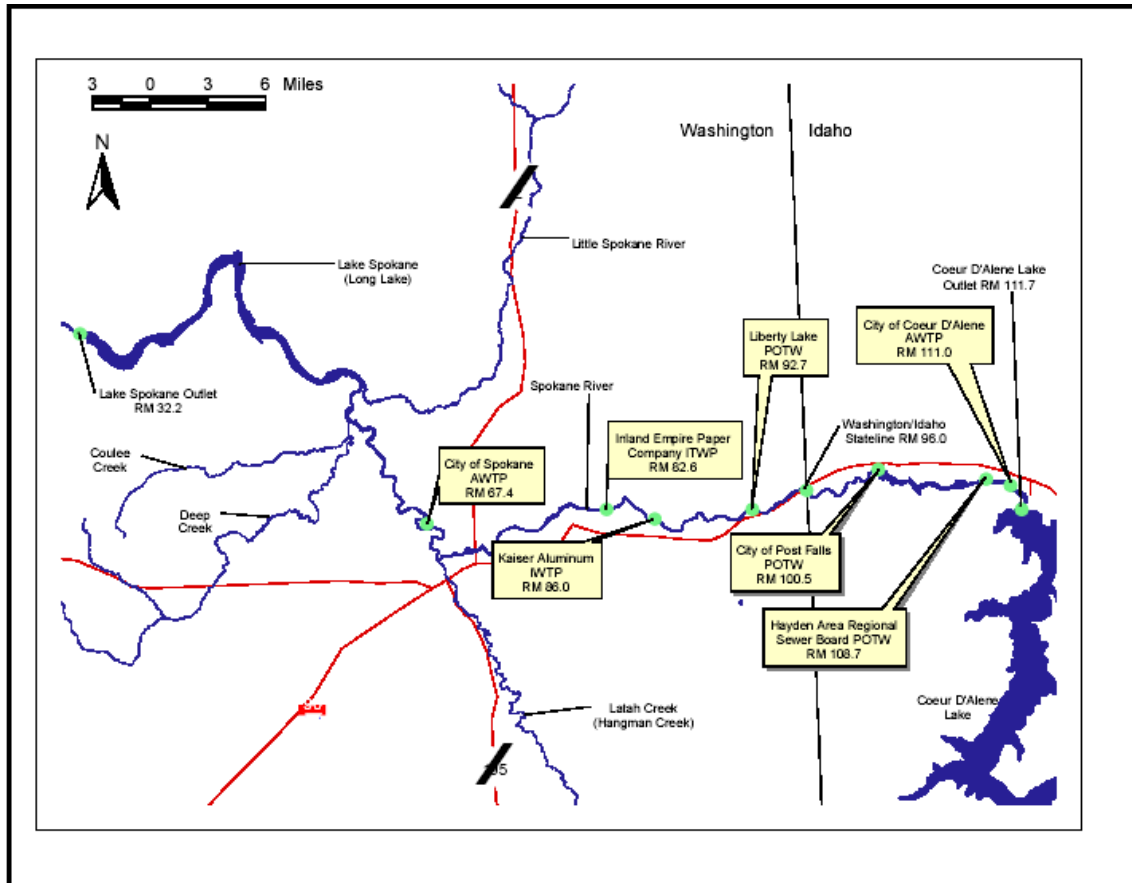 3 0 3 6 Miles
N
Washington Idaho
Little Spokane River
Lake Spokane
(Long Lake)
Coeur D'Alene Lake
Outlet RM 111.7
City of Coeur D'Alene
AWTP
RM 111.0
Liberty Lake
POTW
RM 92.7
Lake Spokane Outlet
RM 32.2
Spokane River
Washington/Idaho
Stateline RM 96.0
Inland Empire Paper
Company ITWP
RM 82.6
Coulee
Creek
City of Spokane
AWTP
RM 67.4
Deep
Creek
Kaiser Aluminum
IWTP
RM 86.0
City of Post Falls
POTW
RM 100.5
Hayden Area Regional
Sewer Board POTW
RM 108.7
Latah Creek
(Hangman Creek)
Coeur D'Alene
Lake